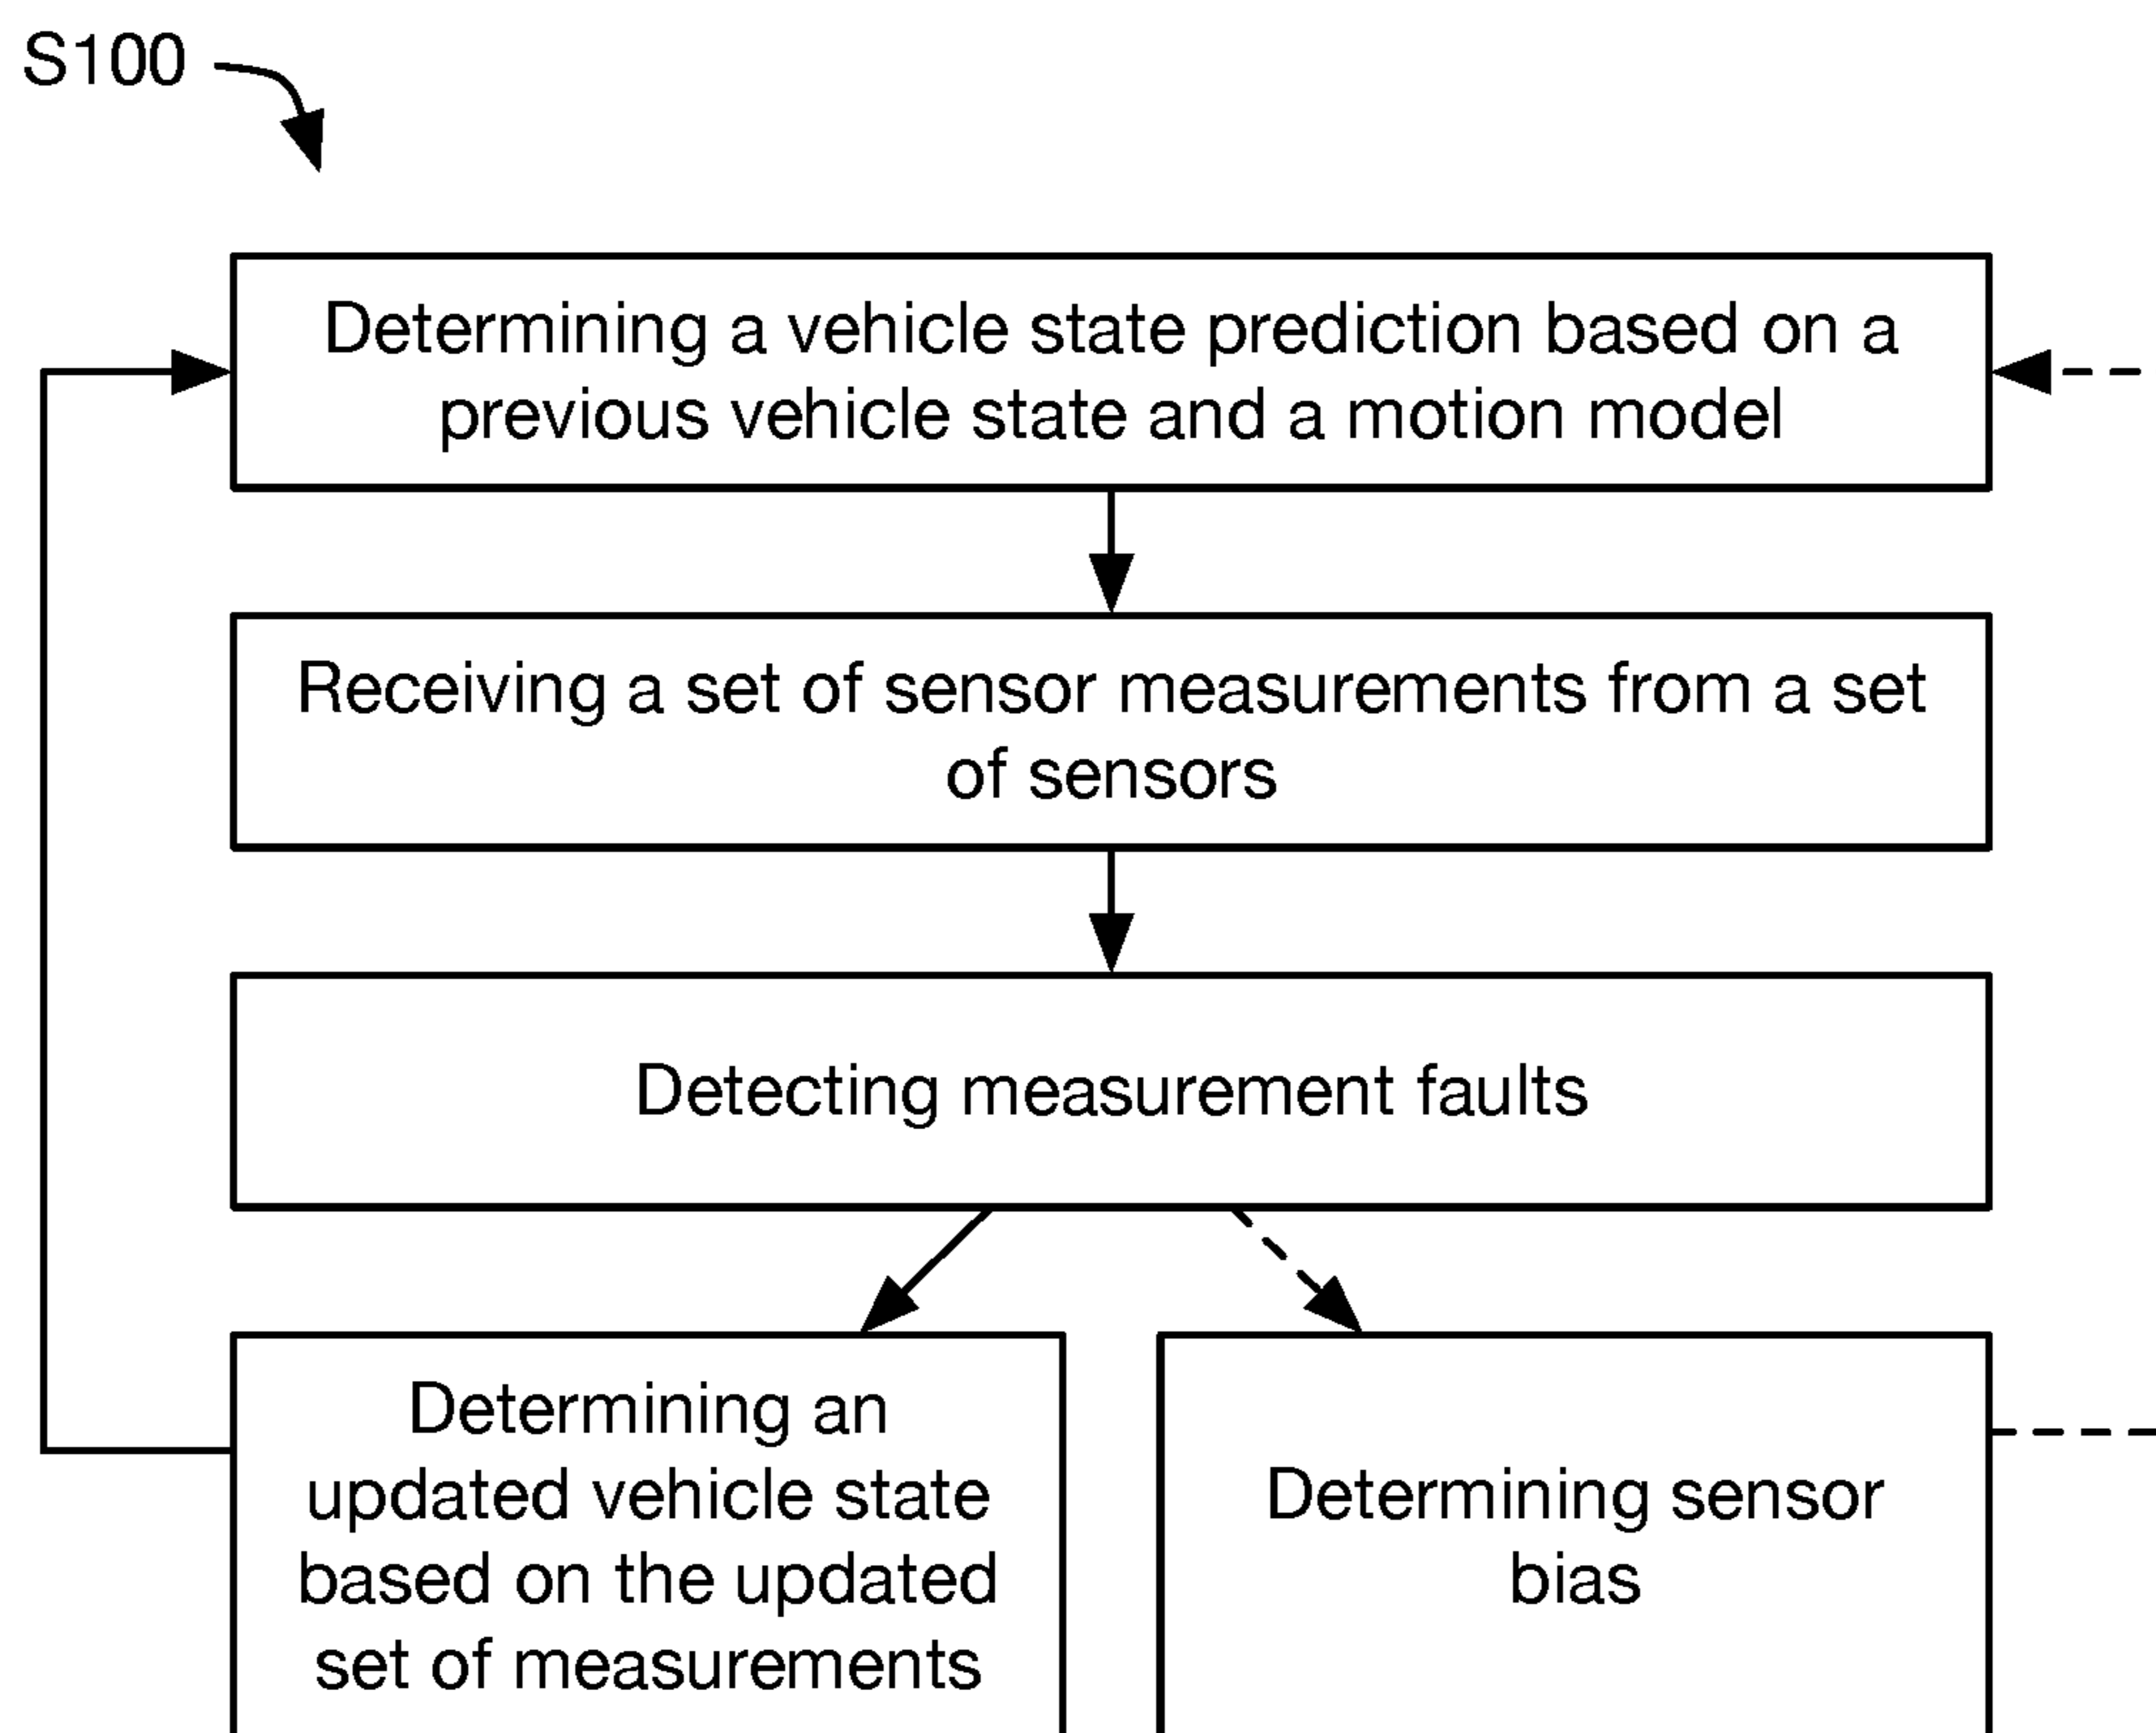 S100
Determining a vehicle state prediction based on a
previous vehicle state and a motion model
Receiving a set of sensor measurements from a set
of sensors
Detecting measurement faults
Determining an
updated vehicle state
based on the updated
set of measurements
Determining sensor
bias